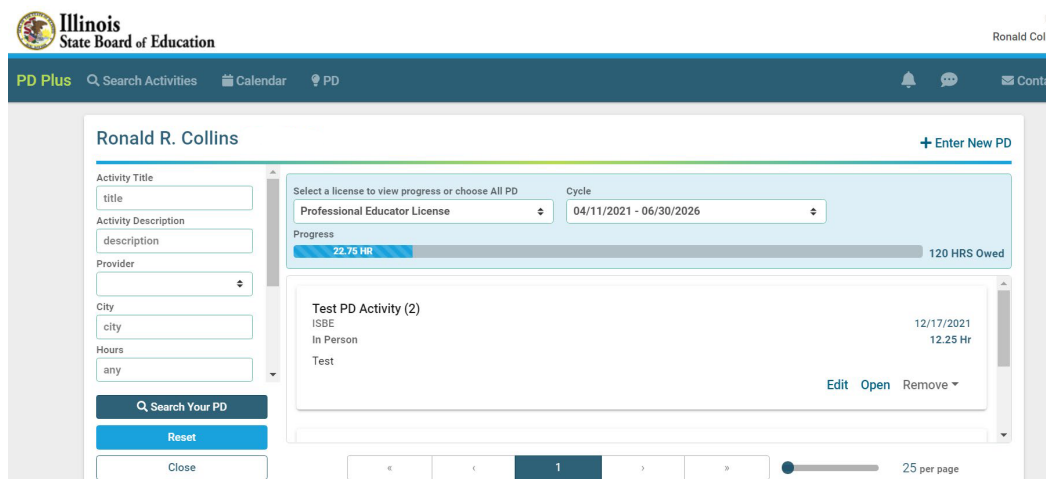 Illinois
State Board of Education
Ronald Col
PD Plus Search Activities Calendar PD Conta
Ronald R. Collins
+ Enter New PD
Activity Title
title
Activity Description
description
Provider
City
city
Hours
any
Search Your PD
Reset
Close
Select a license to view progress or choose All PD
Professional Educator License
Cycle
04/11/2021 - 06/30/2026
Progress
22.75 HR
120 HRS Owed
Test PD Activity (2)
ISBE
12/17/2021
In Person
12.25 Hr
Test
Edit Open Remove
« ‹ 1 › »
25 per page